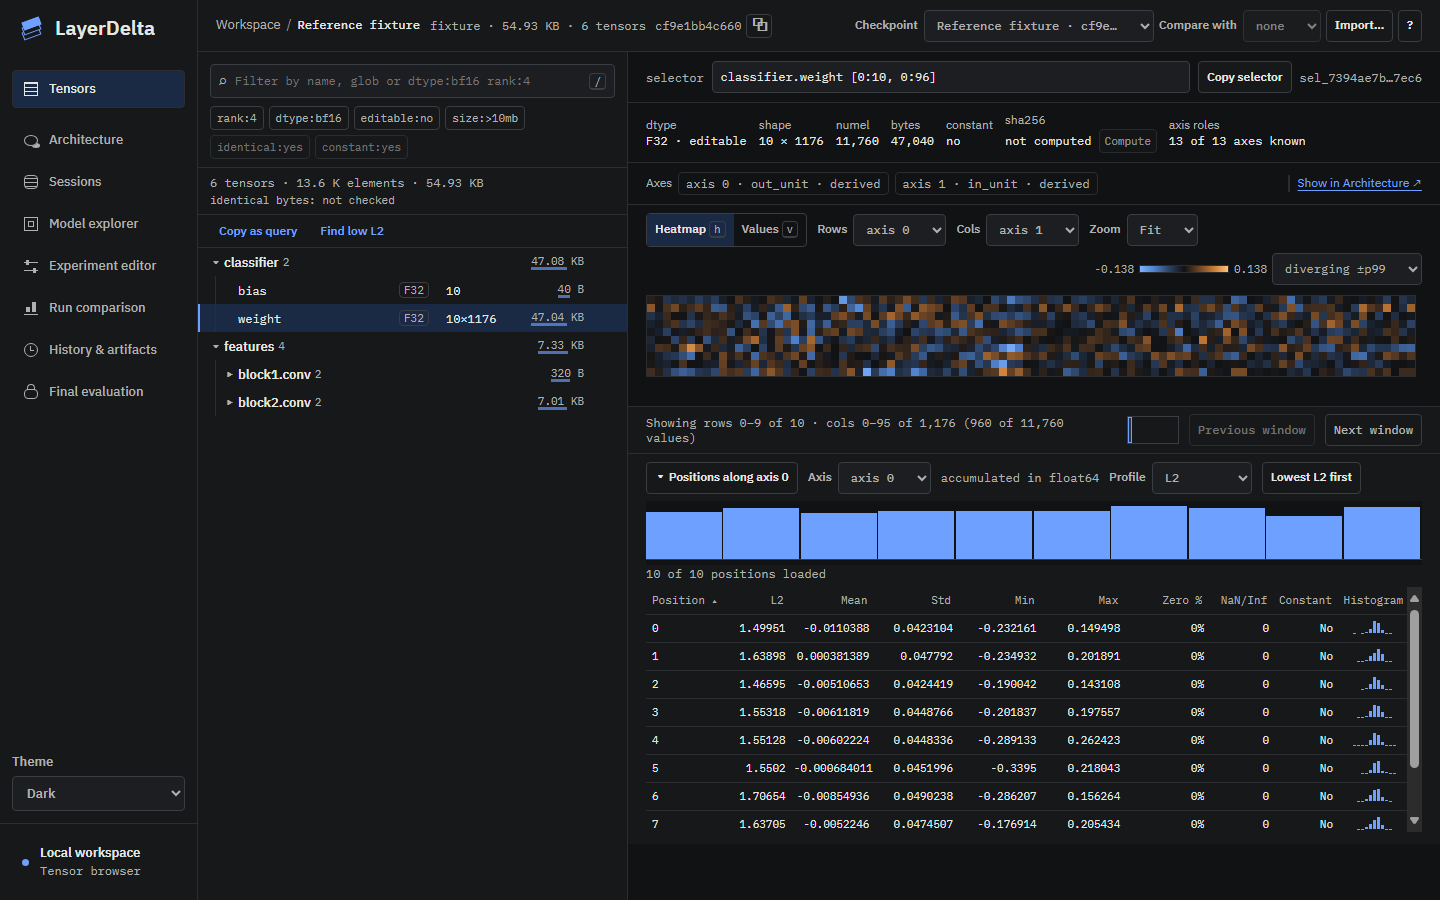 LayerDelta
Tensors
Architecture
Sessions
Model explorer
Experiment editor
Run comparison
History & artifacts
Final evaluation
Theme
Dark
Local workspace
Tensor browser
Workspace / Reference fixture fixture · 54.93 KB · 6 tensors cf9e1bb4c660
Checkpoint Reference fixture · cf9e… Compare with none Import... ?
Filter by name, glob or dtype:bf16 rank:4 /
rank:4 dtype:bf16 editable:no size:>10mb
identical:yes constant:yes
6 tensors · 13.6 K elements · 54.93 KB
identical bytes: not checked
Copy as query Find low L2
classifier 2 47.08 KB
bias F32 10 40 B
weight F32 10×1176 47.04 KB
features 4 7.33 KB
block1.conv 2 320 B
block2.conv 2 7.01 KB
selector classifier.weight [0:10, 0:96] Copy selector sel_7394ae7b…7ec6
dtype shape numel bytes constant sha256 axis roles
F32 · editable 10 × 1176 11,760 47,040 no not computed Compute 13 of 13 axes known
Axes axis 0 · out_unit · derived axis 1 · in_unit · derived Show in Architecture ↗
Heatmap h Values v Rows axis 0 Cols axis 1 Zoom Fit
-0.138 0.138 diverging ±p99
Showing rows 0–9 of 10 · cols 0–95 of 1,176 (960 of 11,760
values)
Previous window Next window
Positions along axis 0 Axis axis 0 accumulated in float64 Profile L2 Lowest L2 first
10 of 10 positions loaded
Position ▴ L2 Mean Std Min Max Zero % NaN/Inf Constant Histogram
0 1.49951 -0.0110388 0.0423104 -0.232161 0.149498 0% 0 No
1 1.63898 0.000381389 0.047792 -0.234932 0.201891 0% 0 No
2 1.46595 -0.00510653 0.0424419 -0.190042 0.143108 0% 0 No
3 1.55318 -0.00611819 0.0448766 -0.201837 0.197557 0% 0 No
4 1.55128 -0.00602224 0.0448336 -0.289133 0.262423 0% 0 No
5 1.5502 -0.000684011 0.0451996 -0.3395 0.218043 0% 0 No
6 1.70654 -0.00854936 0.0490238 -0.286207 0.156264 0% 0 No
7 1.63705 -0.0052246 0.0474507 -0.176914 0.205434 0% 0 No